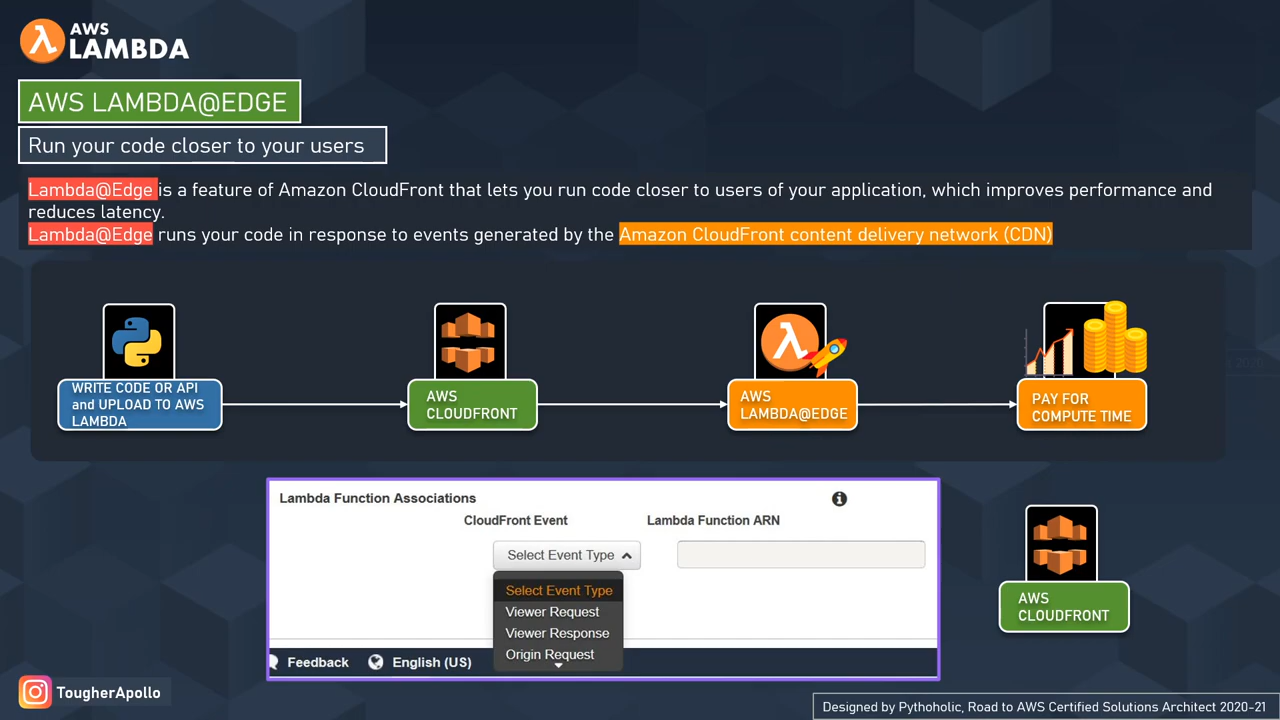 AWS
LAMBDA
AWS LAMBDA@EDGE
Run your code closer to your users
Lambda@Edge is a feature of Amazon CloudFront that lets you run code closer to users of your application, which improves performance and
reduces latency.
Lambda@Edge runs your code in response to events generated by the Amazon CloudFront content delivery network (CDN)
WRITE CODE OR API
and UPLOAD TO AWS
LAMBDA
AWS
CLOUDFRONT
AWS
LAMBDA@EDGE
PAY FOR
COMPUTE TIME
Lambda Function Associations
CloudFront Event
Lambda Function ARN
Select Event Type
Select Event Type
Viewer Request
Viewer Response
Origin Request
Feedback
English (US)
AWS
CLOUDFRONT
TougherApollo
Designed by Pythoholic, Road to AWS Certified Solutions Architect 2020-21